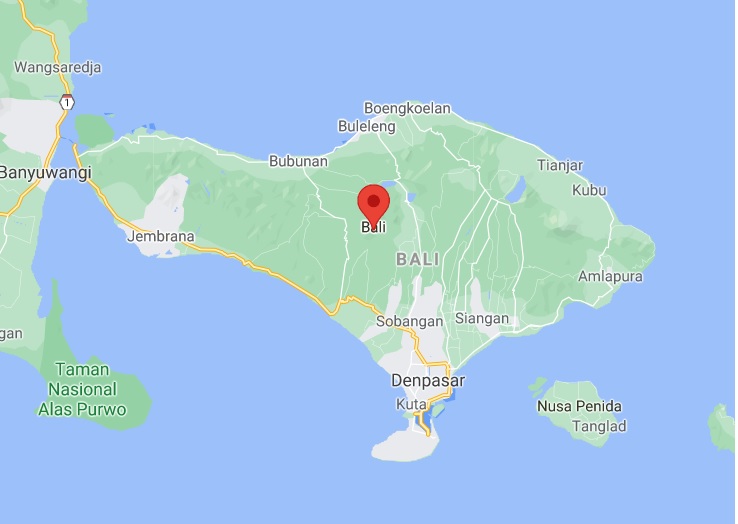 Wangsaredja
1
Boengkoelan
Buleleng
Bubunan
Tianjar
Banyuwangi
Kubu
Bali
Jembrana
BALI
Amlapura
Sobangan
Siangan
gan
Taman
Nasional
Alas Purwo
Denpasar
Kuta
Nusa Penida
Tanglad